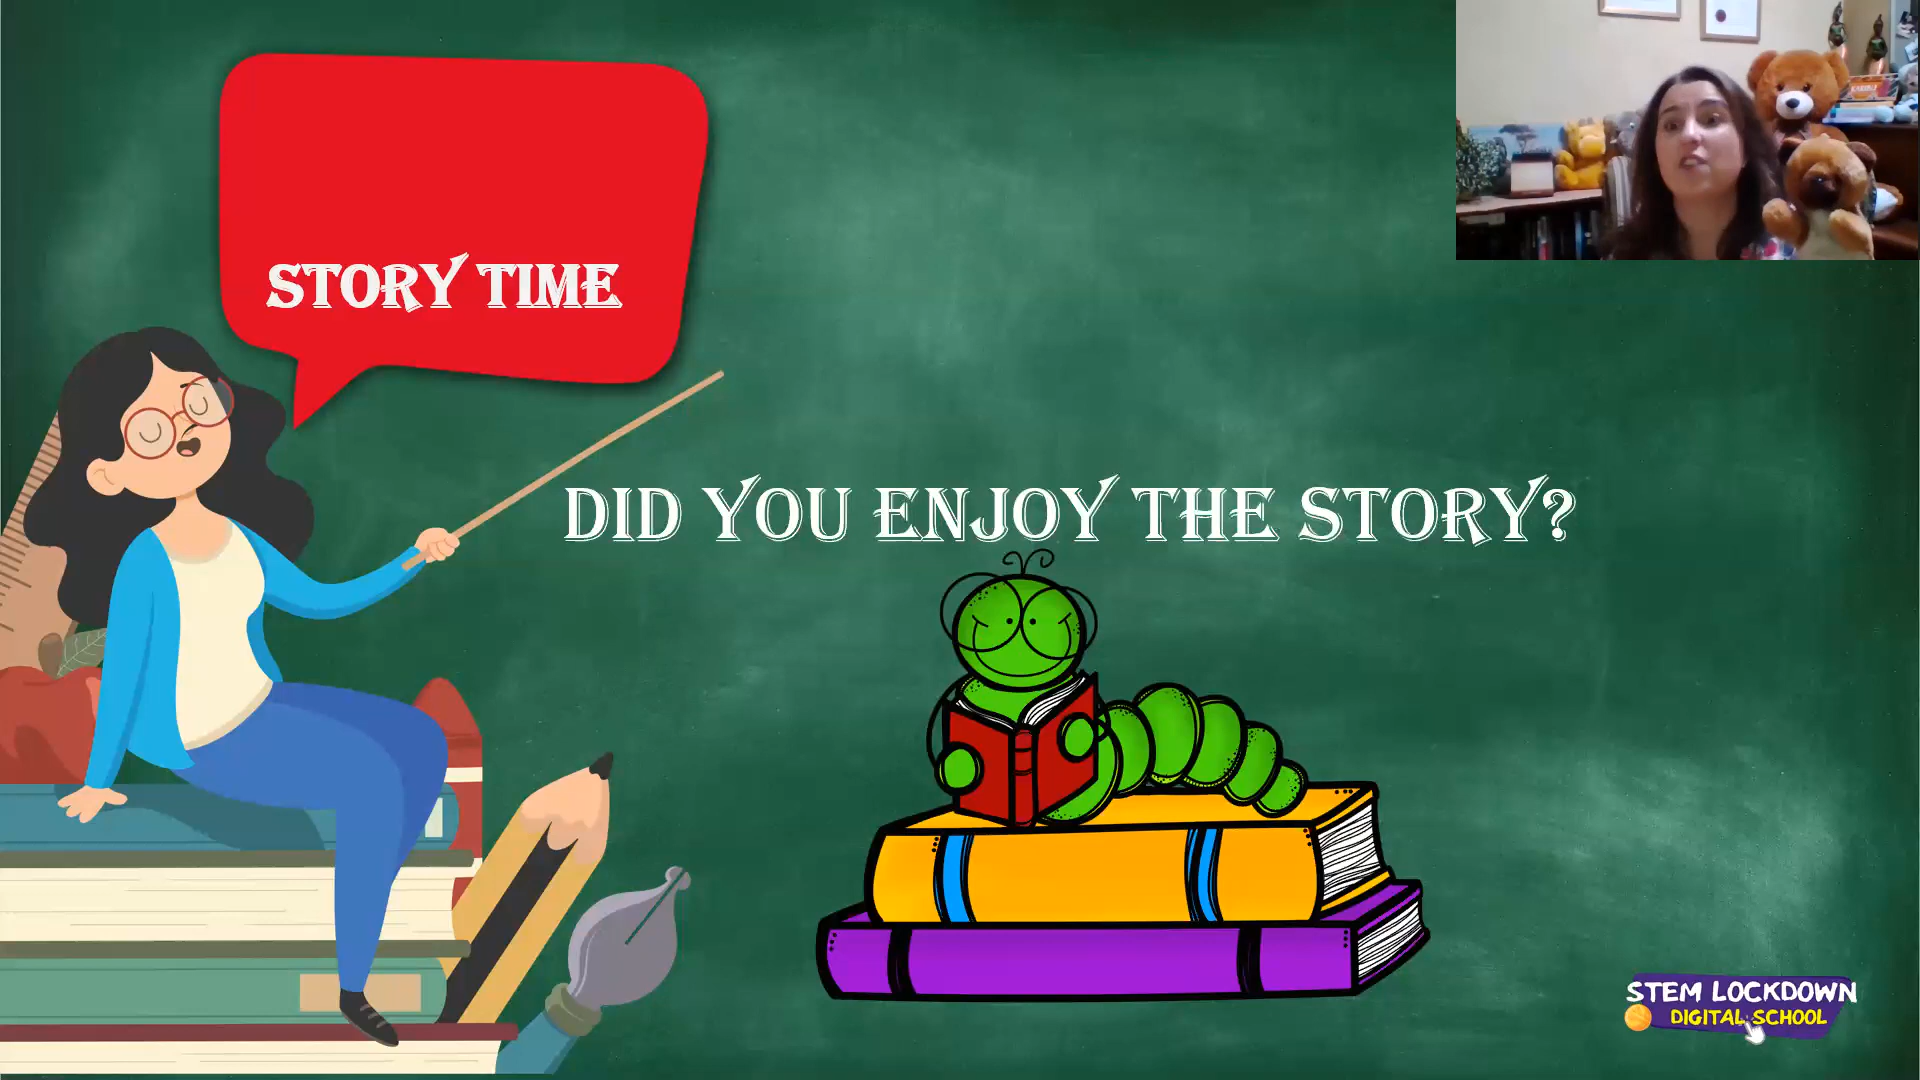 STORY TIME
DID YOU ENJOY THE STORY?
STEM LOCKDOWN
DIGITAL SCHOOL